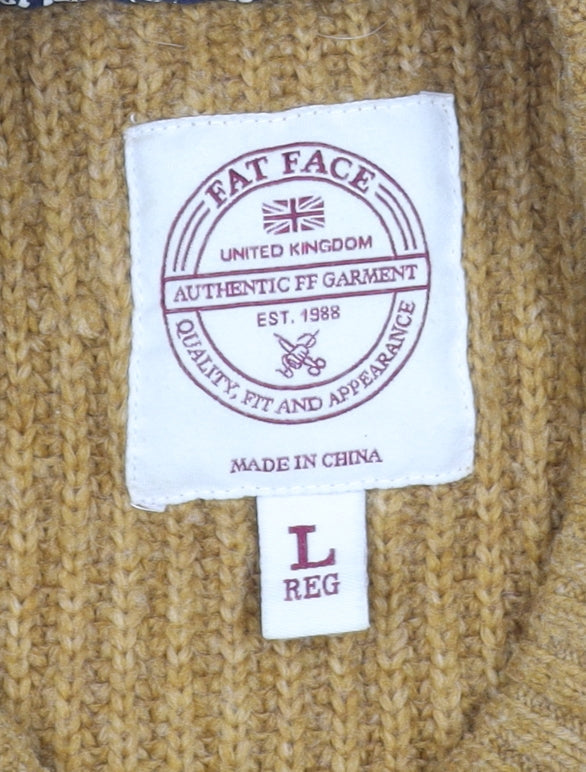 FAT FACE
UNITED KINGDOM
AUTHENTIC FF GARMENT
EST. 1988
QUALITY, FIT AND APPEARANCE
MADE IN CHINA
L
REG